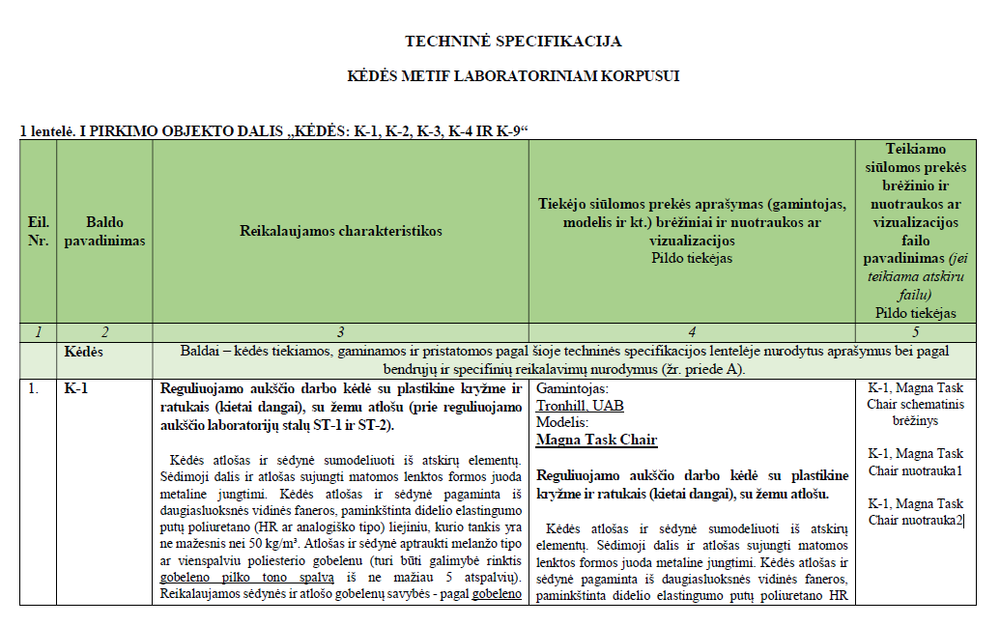 TECHNINĖ SPECIFIKACIJA
KĖDĖS METIF LABORATORINIAM KORPUSUI
1 lentelė. I PIRKIMO OBJEKTO DALIS „KĖDĖS: K-1, K-2, K-3, K-4 IR K-9“
Eil.
Nr.
Baldo
pavadinimas
Reikalaujamos charakteristikos
Tiekėjo siūlomos prekės aprašymas (gamintojas,
modelis ir kt.) brėžiniai ir nuotraukos ar
vizualizacijos
Pildo tiekėjas
Teikiamo
siūlomos prekės
brėžinio ir
nuotraukos ar
vizualizacijos
failo
pavadinimas (jei
teikiama atskiru
failu)
Pildo tiekėjas
1
2
3
4
5
Kėdės
Baldai – kėdės tiekiamos, gaminamos ir pristatomos pagal šioje techninės specifikacijos lentelėje nurodytus aprašymus bei pagal
bendrųjų ir specifinių reikalavimų nurodymus (žr. priede A).
1.
K-1
Reguliuojamo aukščio darbo kėdė su plastikine kryžme ir
ratukais (kietai dangai), su žemu atlošu (prie reguliuojamo
aukščio laboratorijų stalų ST-1 ir ST-2).
Kėdės atlošas ir sėdynė sumodeliuoti iš atskirų elementų.
Sėdimoji dalis ir atlošas sujungti matomos lenktos formos juoda
metaline jungtimi. Kėdės atlošas ir sėdynė pagaminta iš
daugiasluoksnės vidinės faneros, paminkštinta didelio elastingumo
putų poliuretano (HR ar analogiško tipo) liejiniu, kurio tankis yra
ne mažesnis nei 50 kg/m³. Atlošas ir sėdynė aptraukti melanžo tipo
ar vienspalviu poliesterio gobelenu (turi būti galimybė rinktis
gobeleno pilko tono spalvą iš ne mažiau 5 atspalvių).
Reikalaujamos sėdynės ir atlošo gobelenų savybės - pagal gobeleno
Gamintojas:
Tronhill, UAB
Modelis:
Magna Task Chair
Reguliuojamo aukščio darbo kėdė su plastikine
kryžme ir ratukais (kietai dangai), su žemu atlošu.
Kėdės atlošas ir sėdynė sumodeliuoti iš atskirų
elementų. Sėdimoji dalis ir atlošas sujungti matomos
lenktos formos juoda metaline jungtimi. Kėdės atlošas ir
sėdynė pagaminta iš daugiasluoksnės vidinės faneros,
paminkštinta didelio elastingumo putų poliuretano HR
K-1, Magna Task
Chair schematinis
brėžinys
K-1, Magna Task
Chair nuotrauka1
K-1, Magna Task
Chair nuotrauka2